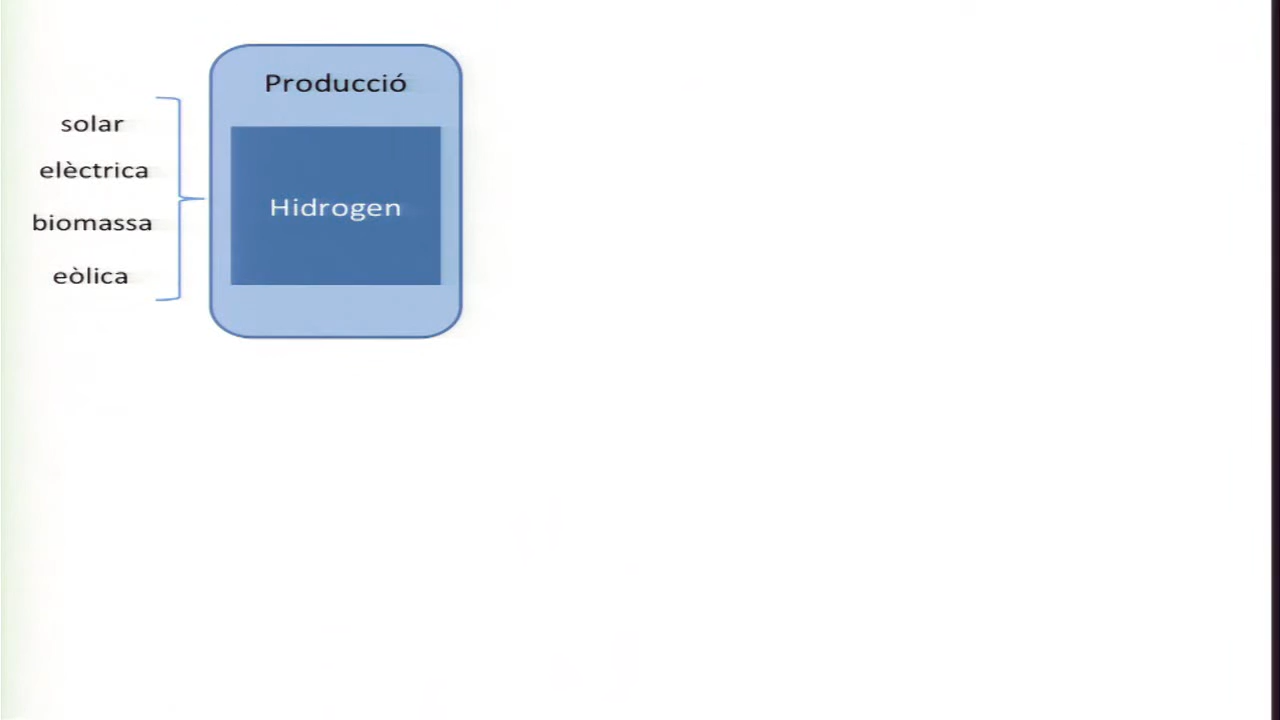 Producció
solar
elèctrica
biomassa
eòlica
Hidrogen